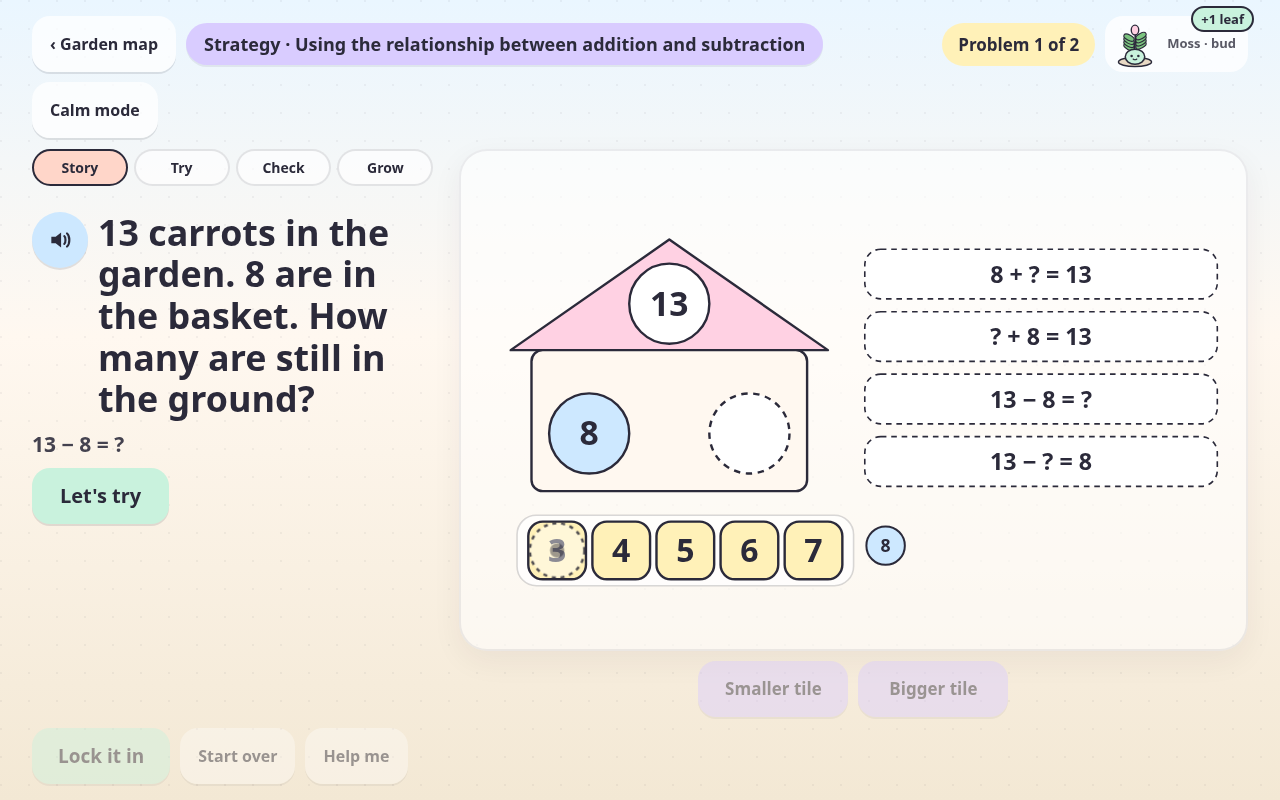 ‹ Garden map
Strategy · Using the relationship between addition and subtraction
Problem 1 of 2
+1 leaf
Moss · bud
Calm mode
Story
Try
Check
Grow
13 carrots in the
garden. 8 are in
the basket. How
many are still in
the ground?
13 − 8 = ?
Let's try
13
8
8 + ? = 13
? + 8 = 13
13 − 8 = ?
13 − ? = 8
3 4 5 6 7
8
Smaller tile
Bigger tile
Lock it in
Start over
Help me